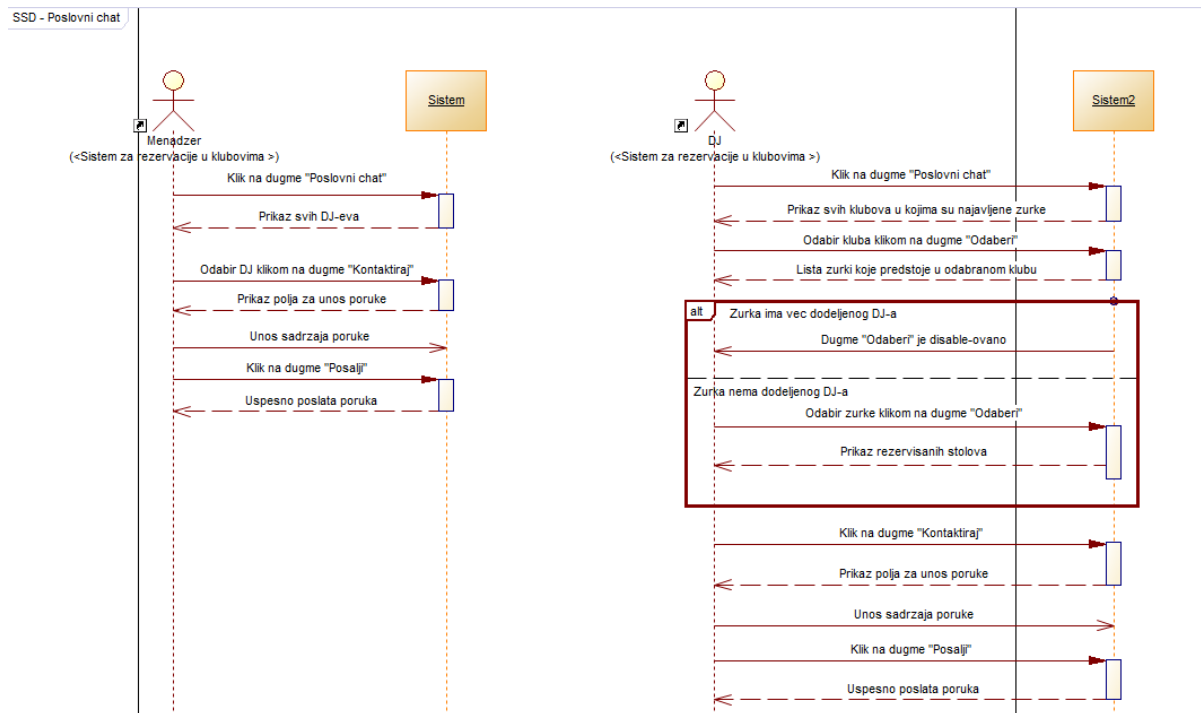 SSD - Poslovni chat
Menadzer
(<Sistem za rezervacije u klubovima >)
Sistem
Klik na dugme "Poslovni chat"
Prikaz svih DJ-eva
Odabir DJ klikom na dugme "Kontaktiraj"
Prikaz polja za unos poruke
Unos sadrzaja poruke
Klik na dugme "Posalji"
Uspesno poslata poruka
DJ
(<Sistem za rezervacije u klubovima >)
Sistem2
Klik na dugme "Poslovni chat"
Prikaz svih klubova u kojima su najavljene zurke
Odabir kluba klikom na dugme "Odaberi"
Lista zurki koje predstoje u odabranom klubu
alt
Zurka ima vec dodeljenog DJ-a
Dugme "Odaberi" je disable-ovano
Zurka nema dodeljenog DJ-a
Odabir zurke klikom na dugme "Odaberi"
Prikaz rezervisanih stolova
Klik na dugme "Kontaktiraj"
Prikaz polja za unos poruke
Unos sadrzaja poruke
Klik na dugme "Posalji"
Uspesno poslata poruka